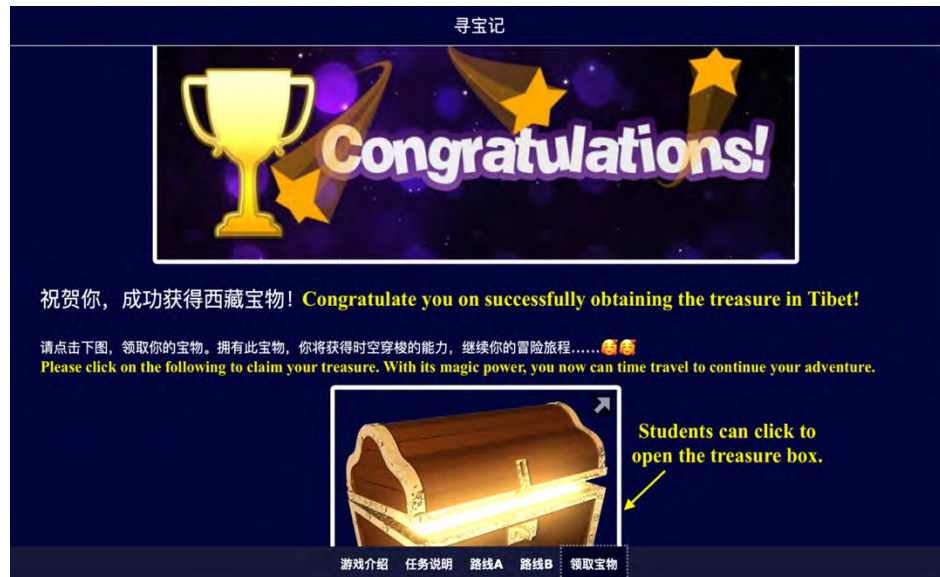 寻宝记
Congratulations!
祝贺你，成功获得西藏宝物！Congratulate you on successfully obtaining the treasure in Tibet!
请点击下图，领取你的宝物。拥有此宝物，你将获得时空穿梭的能力，继续你的冒险旅程......🥳🥳
Please click on the following to claim your treasure. With its magic power, you now can time travel to continue your adventure.
Students can click to
open the treasure box.
游戏介绍 任务说明 路线A 路线B 领取宝物